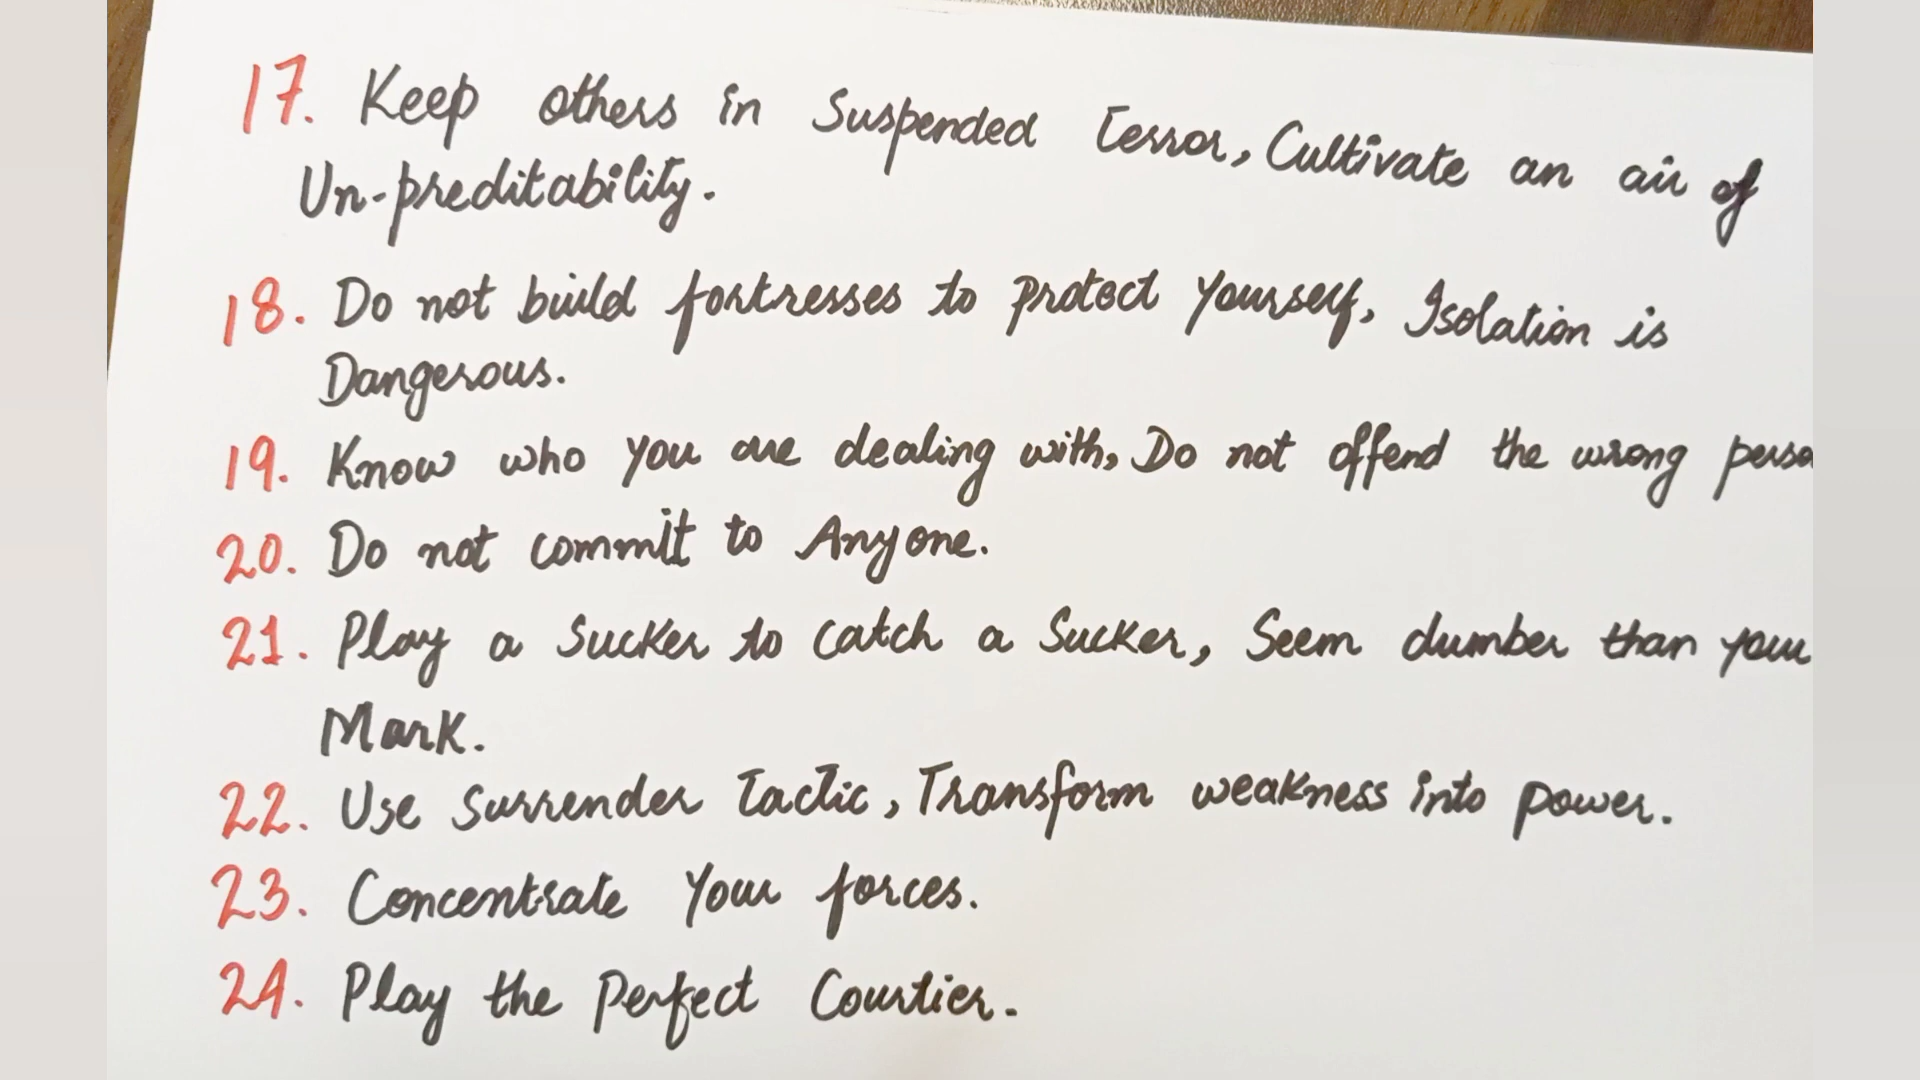 17. Keep others in Suspended Terror, Cultivate an air of
Un-preditability.
18. Do not build fortresses to protect yourself, Isolation is
Dangerous.
19. Know who you are dealing with, Do not offend the wrong perso
20. Do not commit to Anyone.
21. Play a Sucker to catch a Sucker, Seem dumber than your
Mark.
22. Use Surrender Tactic, Transform weakness into power.
23. Concentrate Your forces.
24. Play the Perfect Courtier.